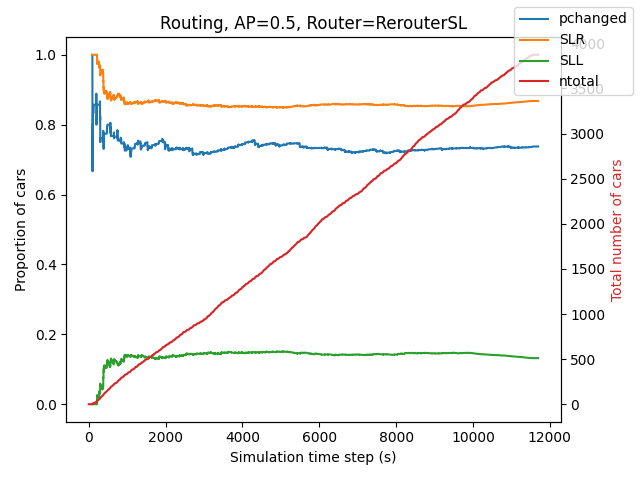 Routing, AP=0.5, Router=RerouterSL
pchanged
SLR
SLL
ntotal
1.0
0.8
0.6
0.4
0.2
0.0
Proportion of cars
4000
3500
3000
2500
2000
1500
1000
500
0
Total number of cars
0 2000 4000 6000 8000 10000 12000
Simulation time step (s)